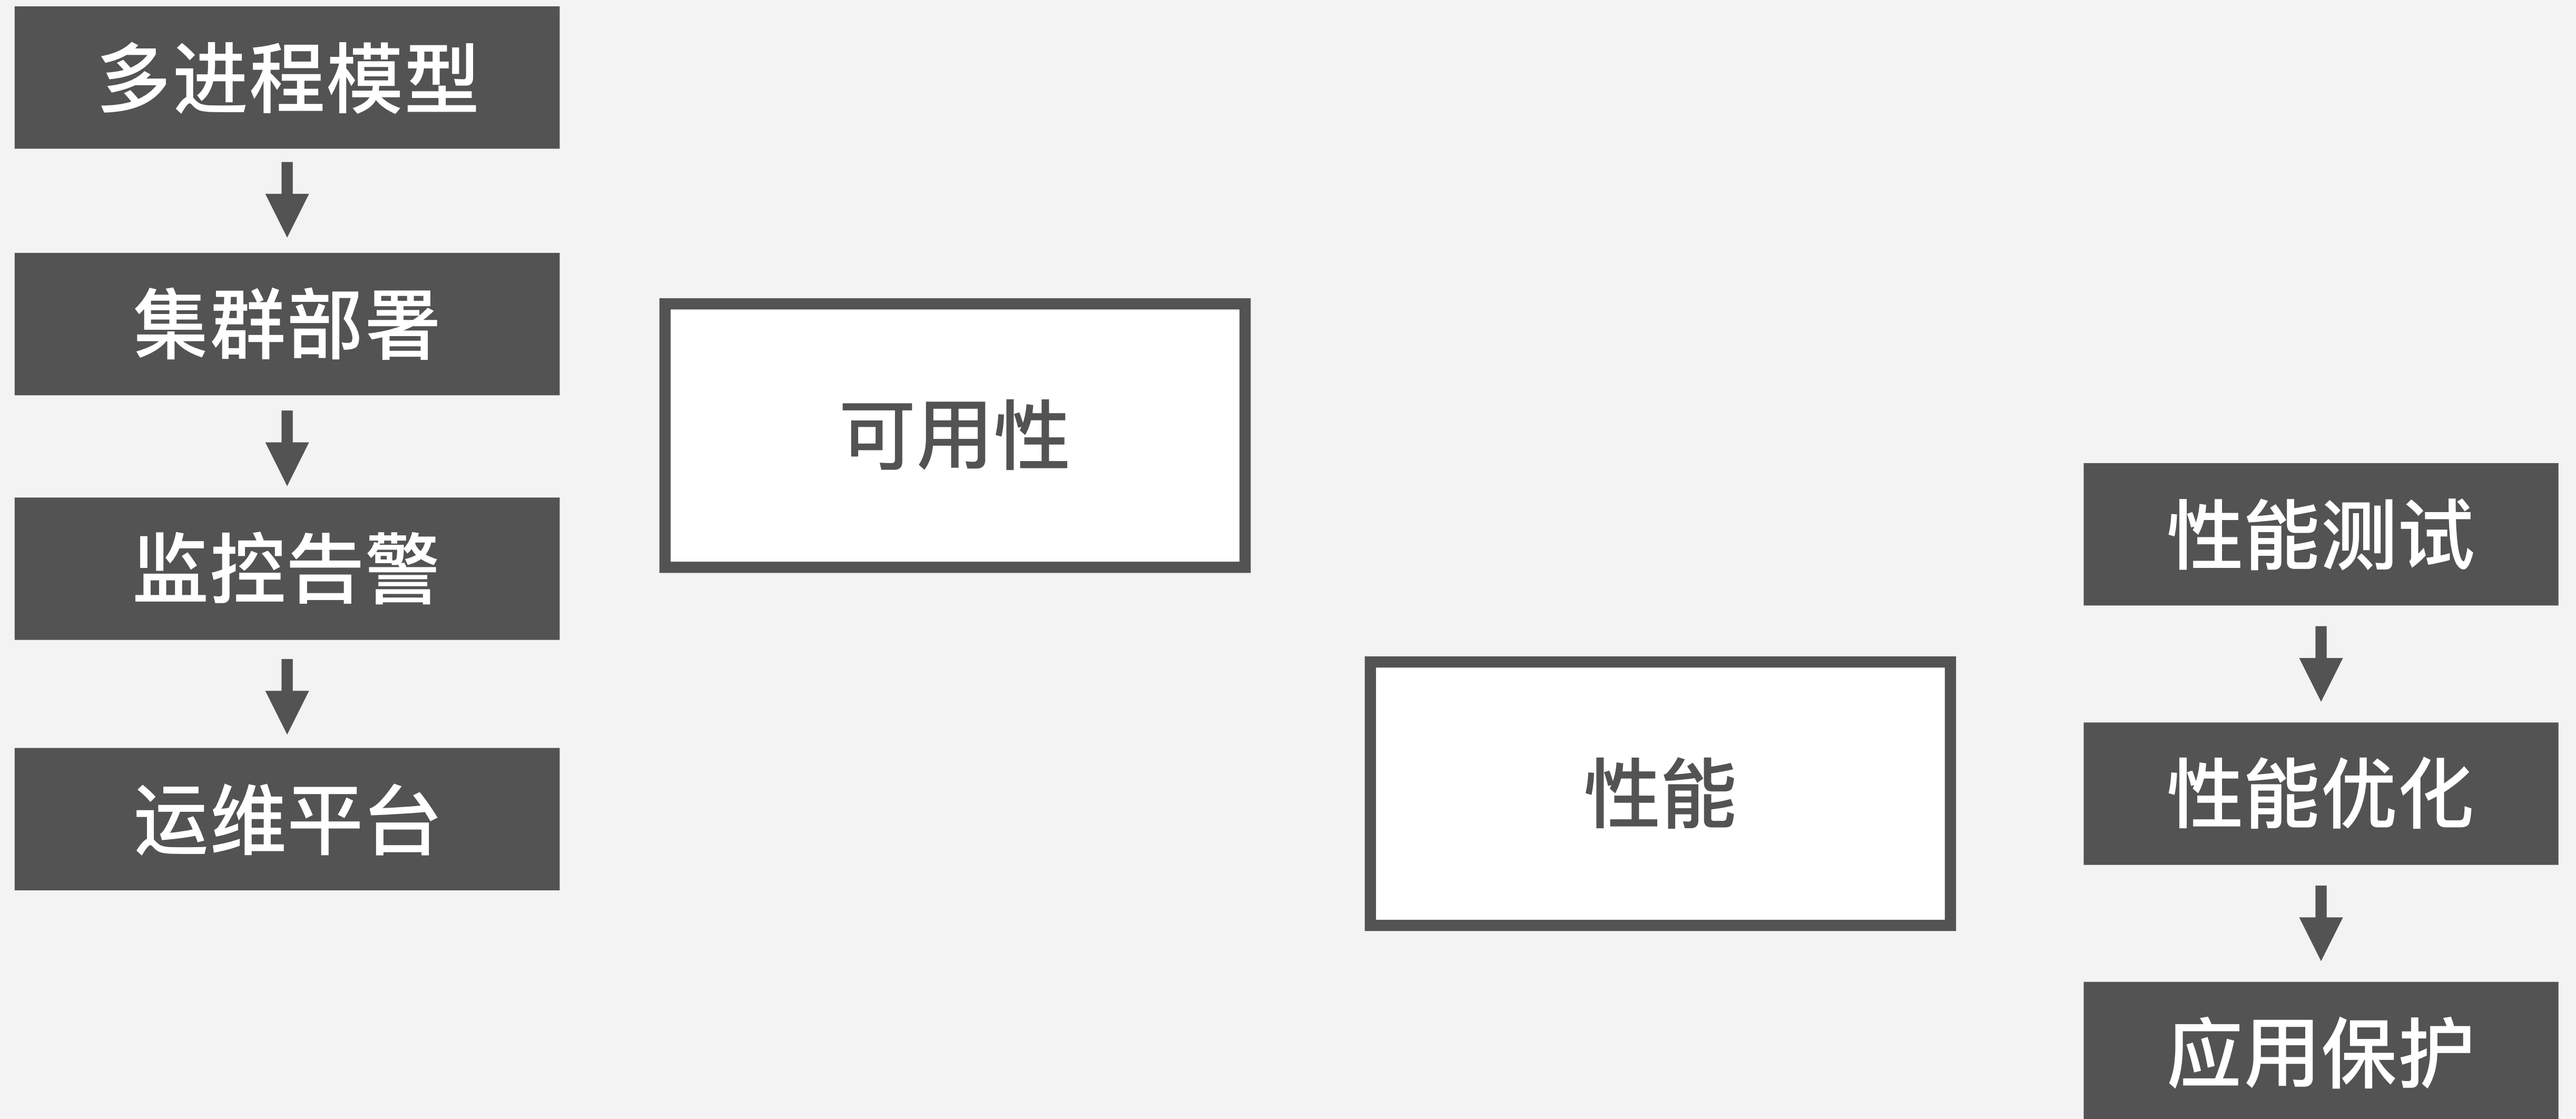 多进程模型
集群部署
监控告警
运维平台
可用性
性能
性能测试
性能优化
应用保护